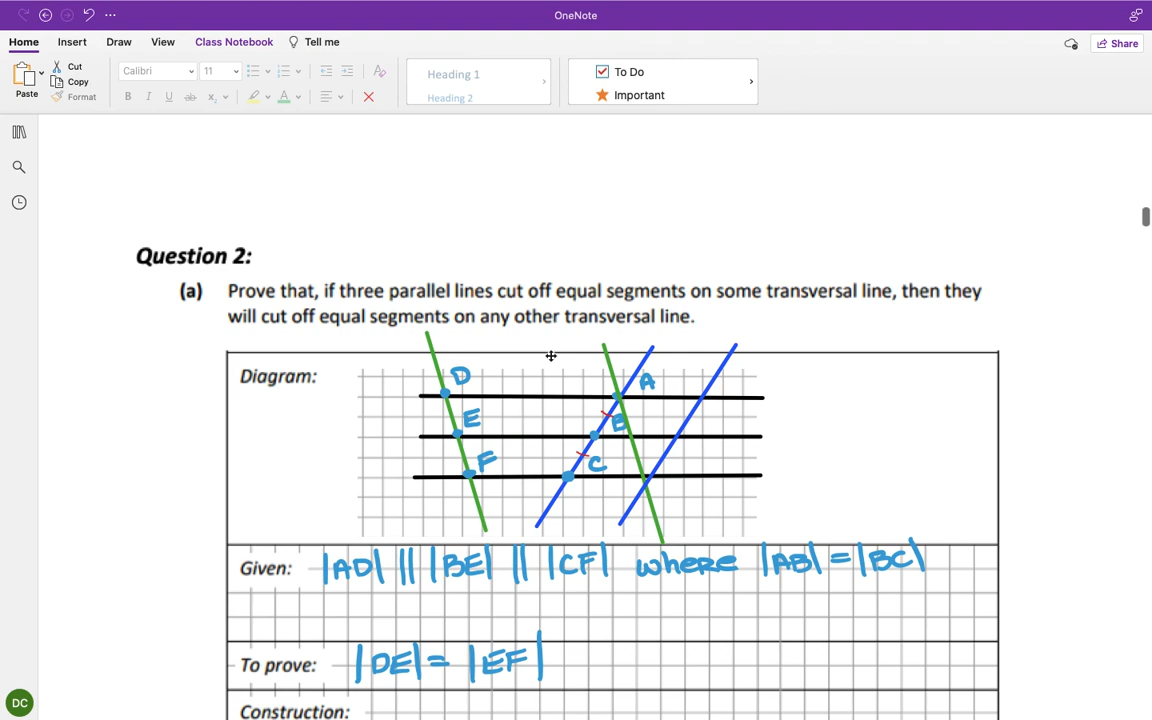 OneNote
Home Insert Draw View Class Notebook Tell me Share
Paste Cut Copy Format
Calibri 11
B I U ab x₂ A
Heading 1
Heading 2
To Do
Important
Question 2:
(a) Prove that, if three parallel lines cut off equal segments on some transversal line, then they
will cut off equal segments on any other transversal line.
Diagram:
D A
E B
F C
Given: |AD| || |BE| || |CF| where |AB| = |BC|
To prove: |DE| = |EF|
Construction:
DC